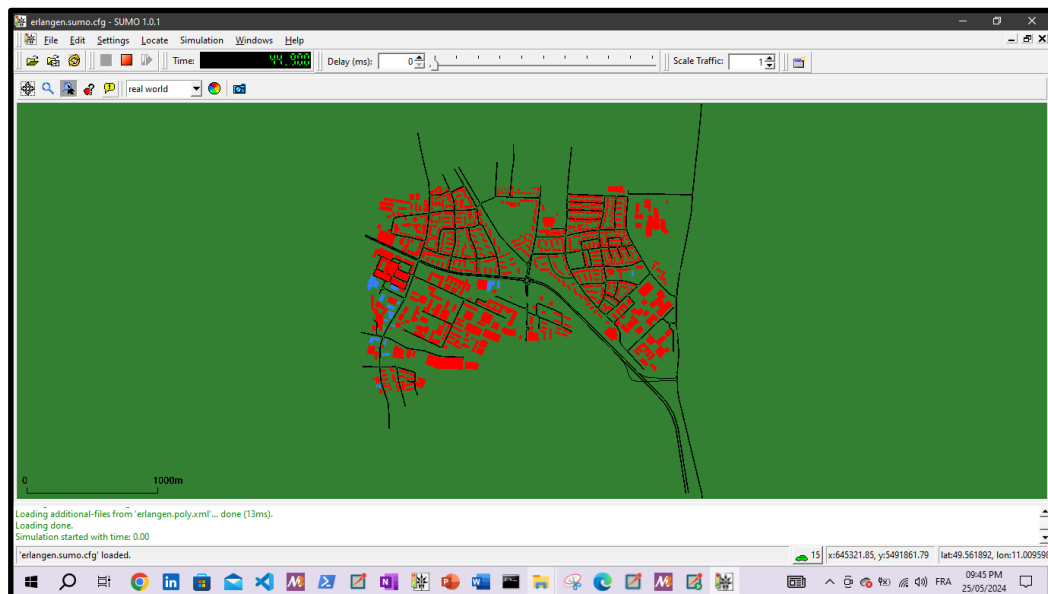 erlangen.sumo.cfg - SUMO 1.0.1
File Edit Settings Locate Simulation Windows Help
Time: 44.900 Delay (ms): 0 Scale Traffic: 1
real world
0 1000m
Loading additional-files from 'erlangen.poly.xml'... done (13ms).
Loading done.
Simulation started with time: 0.00
'erlangen.sumo.cfg' loaded. 15 x:645321.85, y:5491861.79 lat:49.561892, lon:11.009598
FRA 09:45 PM
25/05/2024